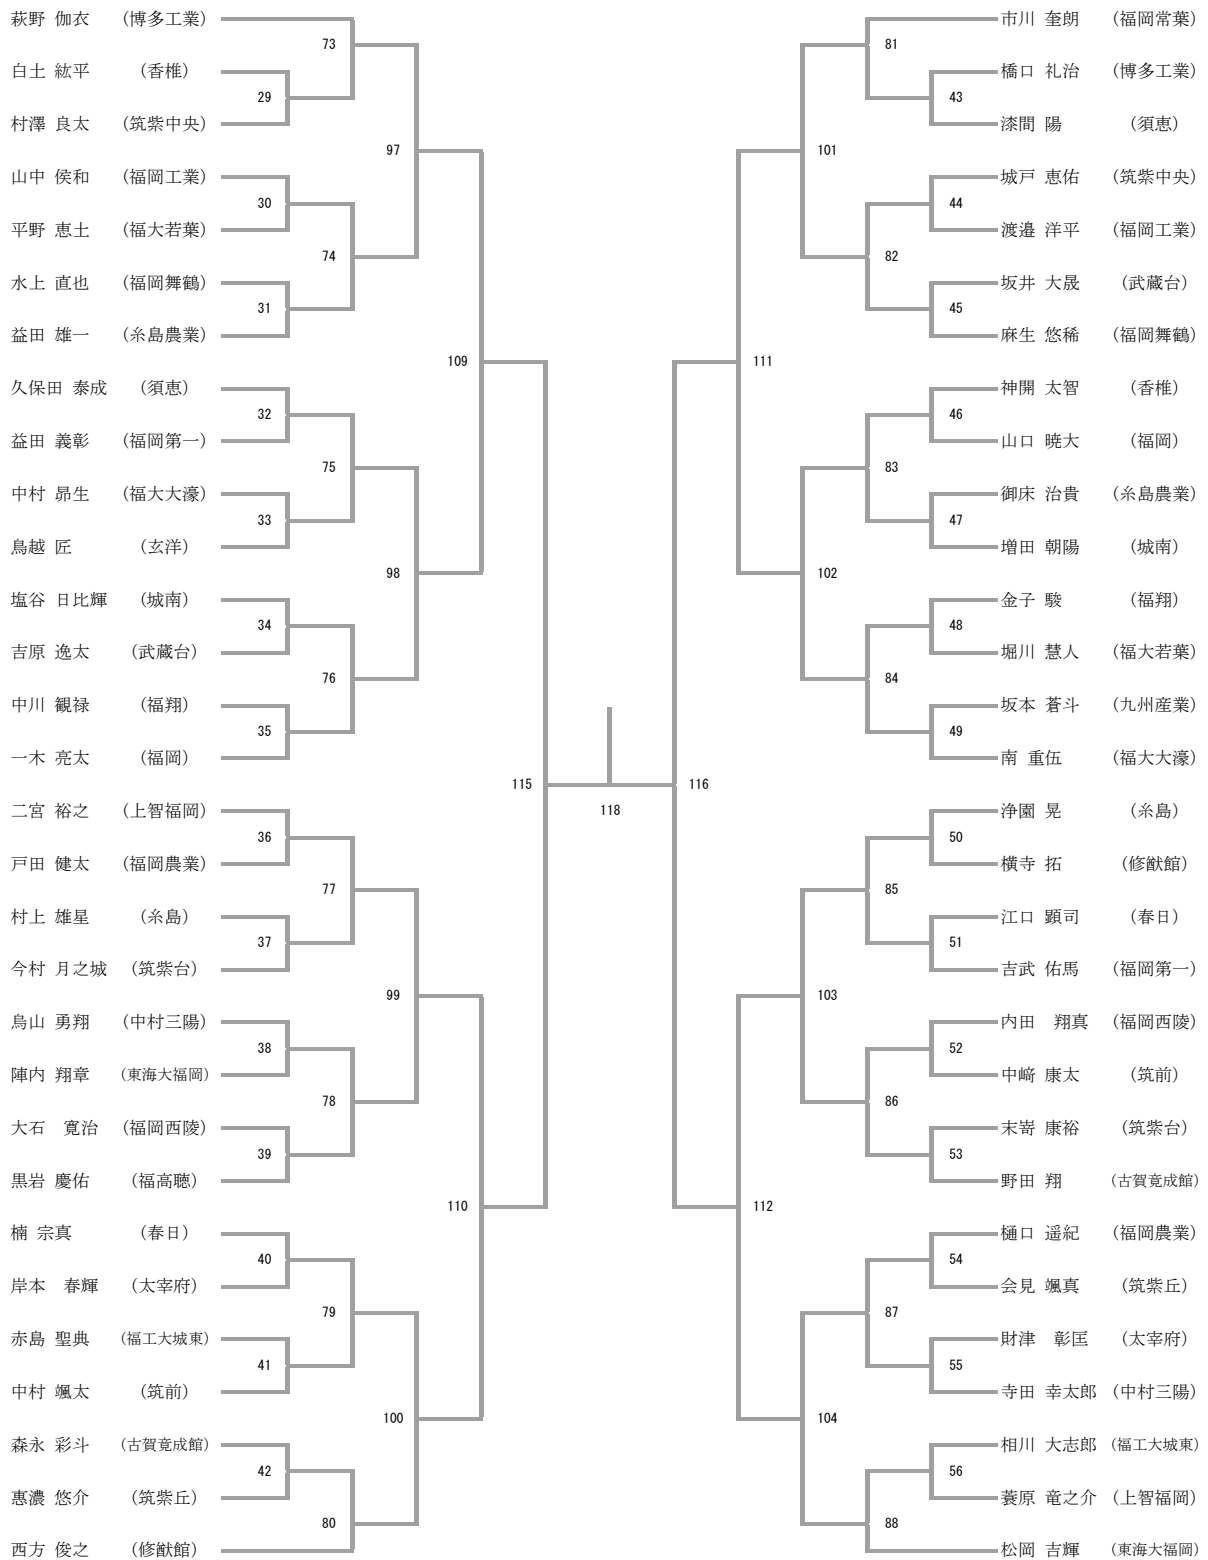 萩野 伽衣 （博多工業）
73
白土 紘平 （香椎）
29
村澤 良太 （筑紫中央）
97
山中 侯和 （福岡工業）
30
平野 恵土 （福大若葉）
74
水上 直也 （福岡舞鶴）
31
益田 雄一 （糸島農業）
109
久保田 泰成 （須恵）
32
益田 義彰 （福岡第一）
75
中村 昴生 （福大大濠）
33
鳥越 匠 （玄洋）
98
塩谷 日比輝 （城南）
34
吉原 逸太 （武蔵台）
76
中川 観禄 （福翔）
35
一木 亮太 （福岡）
115
二宮 裕之 （上智福岡）
36
戸田 健太 （福岡農業）
77
村上 雄星 （糸島）
37
今村 月之城 （筑紫台）
99
烏山 勇翔 （中村三陽）
38
陣内 翔章 （東海大福岡）
78
大石 寛治 （福岡西陵）
39
黒岩 慶佑 （福高聴）
110
楠 宗真 （春日）
40
岸本 春輝 （太宰府）
79
赤島 聖典 （福工大城東）
41
中村 颯太 （筑前）
100
森永 彩斗 （古賀竟成館）
42
惠濃 悠介 （筑紫丘）
80
西方 俊之 （修猷館）
118
市川 奎朗 （福岡常葉）
81
橋口 礼治 （博多工業）
43
漆間 陽 （須恵）
101
城戸 恵佑 （筑紫中央）
44
渡邉 洋平 （福岡工業）
82
坂井 大晟 （武蔵台）
45
麻生 悠稀 （福岡舞鶴）
111
神開 太智 （香椎）
46
山口 暁大 （福岡）
83
御床 治貴 （糸島農業）
47
増田 朝陽 （城南）
102
金子 駿 （福翔）
48
堀川 慧人 （福大若葉）
84
坂本 蒼斗 （九州産業）
49
南 重伍 （福大大濠）
116
浄園 晃 （糸島）
50
横寺 拓 （修猷館）
85
江口 顕司 （春日）
51
吉武 佑馬 （福岡第一）
103
内田 翔真 （福岡西陵）
52
中﨑 康太 （筑前）
86
末嵜 康裕 （筑紫台）
53
野田 翔 （古賀竟成館）
112
樋口 遥紀 （福岡農業）
54
会見 颯真 （筑紫丘）
87
財津 彰匡 （太宰府）
55
寺田 幸太郎 （中村三陽）
104
相川 大志郎 （福工大城東）
56
蓑原 竜之介 （上智福岡）
88
松岡 吉輝 （東海大福岡）